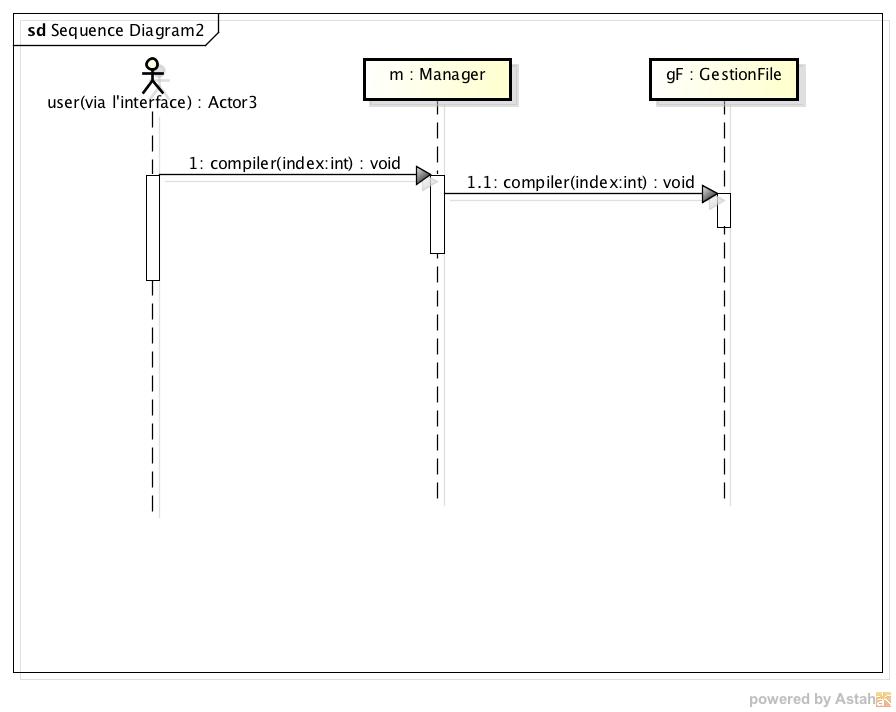 sd Sequence Diagram2
user(via l'interface) : Actor3
m : Manager
gF : GestionFile
1: compiler(index:int) : void
1.1: compiler(index:int) : void
powered by Astah